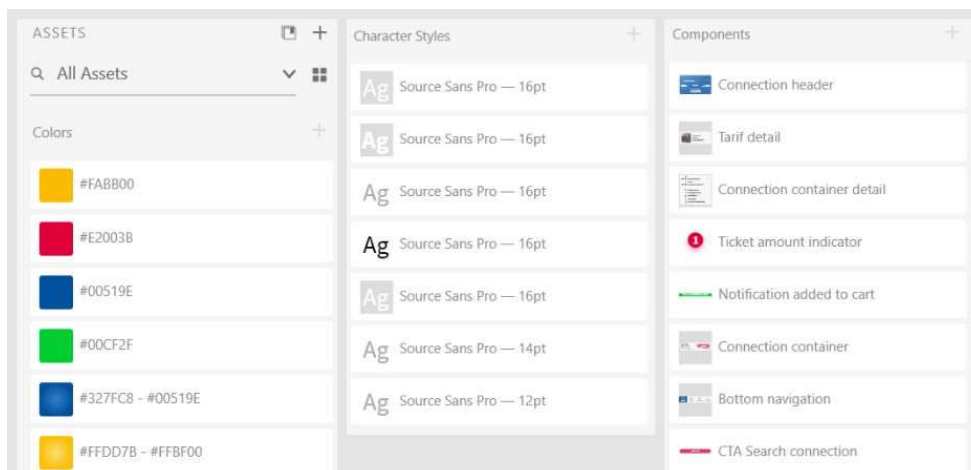 ASSETS
All Assets
Colors
#FABB00
#E2003B
#00519E
#00CF2F
#327FC8 - #00519E
#FFDD7B - #FFBF00
Character Styles
Ag Source Sans Pro — 16pt
Ag Source Sans Pro — 16pt
Ag Source Sans Pro — 16pt
Ag Source Sans Pro — 16pt
Ag Source Sans Pro — 16pt
Ag Source Sans Pro — 14pt
Ag Source Sans Pro — 12pt
Components
Connection header
Tarif detail
Connection container detail
1 Ticket amount indicator
Notification added to cart
Connection container
Bottom navigation
CTA Search connection